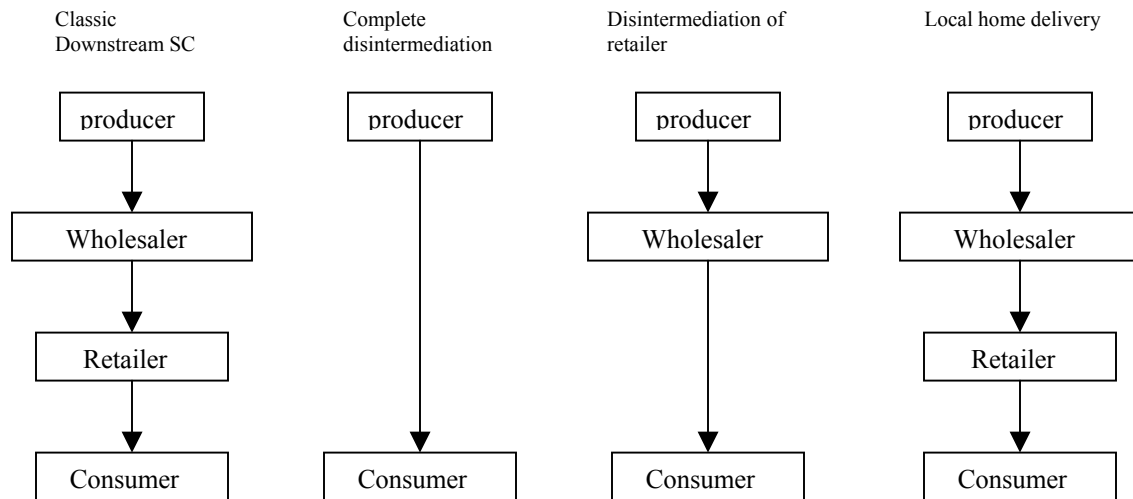 Classic
Downstream SC
Complete
disintermediation
Disintermediation of
retailer
Local home delivery
producer
producer
producer
producer
Wholesaler
Wholesaler
Wholesaler
Retailer
Retailer
Consumer
Consumer
Consumer
Consumer